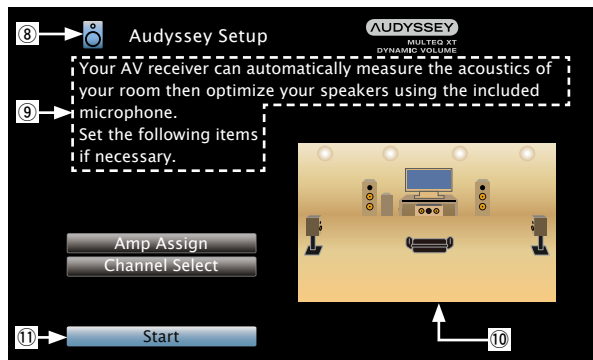 ⑧ Audyssey Setup
AUDYSSEY
MULTEQ XT
DYNAMIC VOLUME
Your AV receiver can automatically measure the acoustics of
your room then optimize your speakers using the included
⑨ microphone.
Set the following items
if necessary.
Amp Assign
Channel Select
⑪ Start
⑩